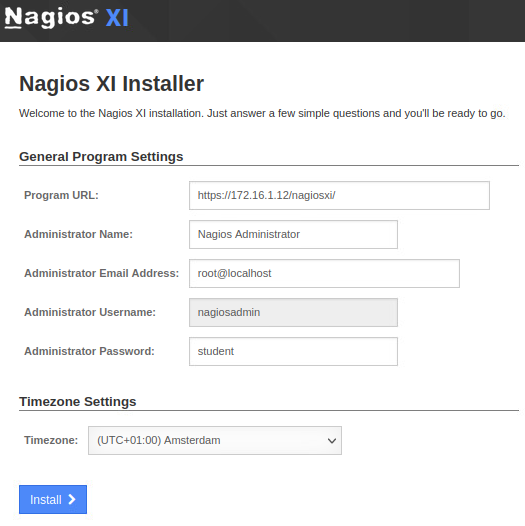 Nagios® XI
Nagios XI Installer
Welcome to the Nagios XI installation. Just answer a few simple questions and you'll be ready to go.
General Program Settings
Program URL: https://172.16.1.12/nagiosxi/
Administrator Name: Nagios Administrator
Administrator Email Address: root@localhost
Administrator Username: nagiosadmin
Administrator Password: student
Timezone Settings
Timezone: (UTC+01:00) Amsterdam
Install